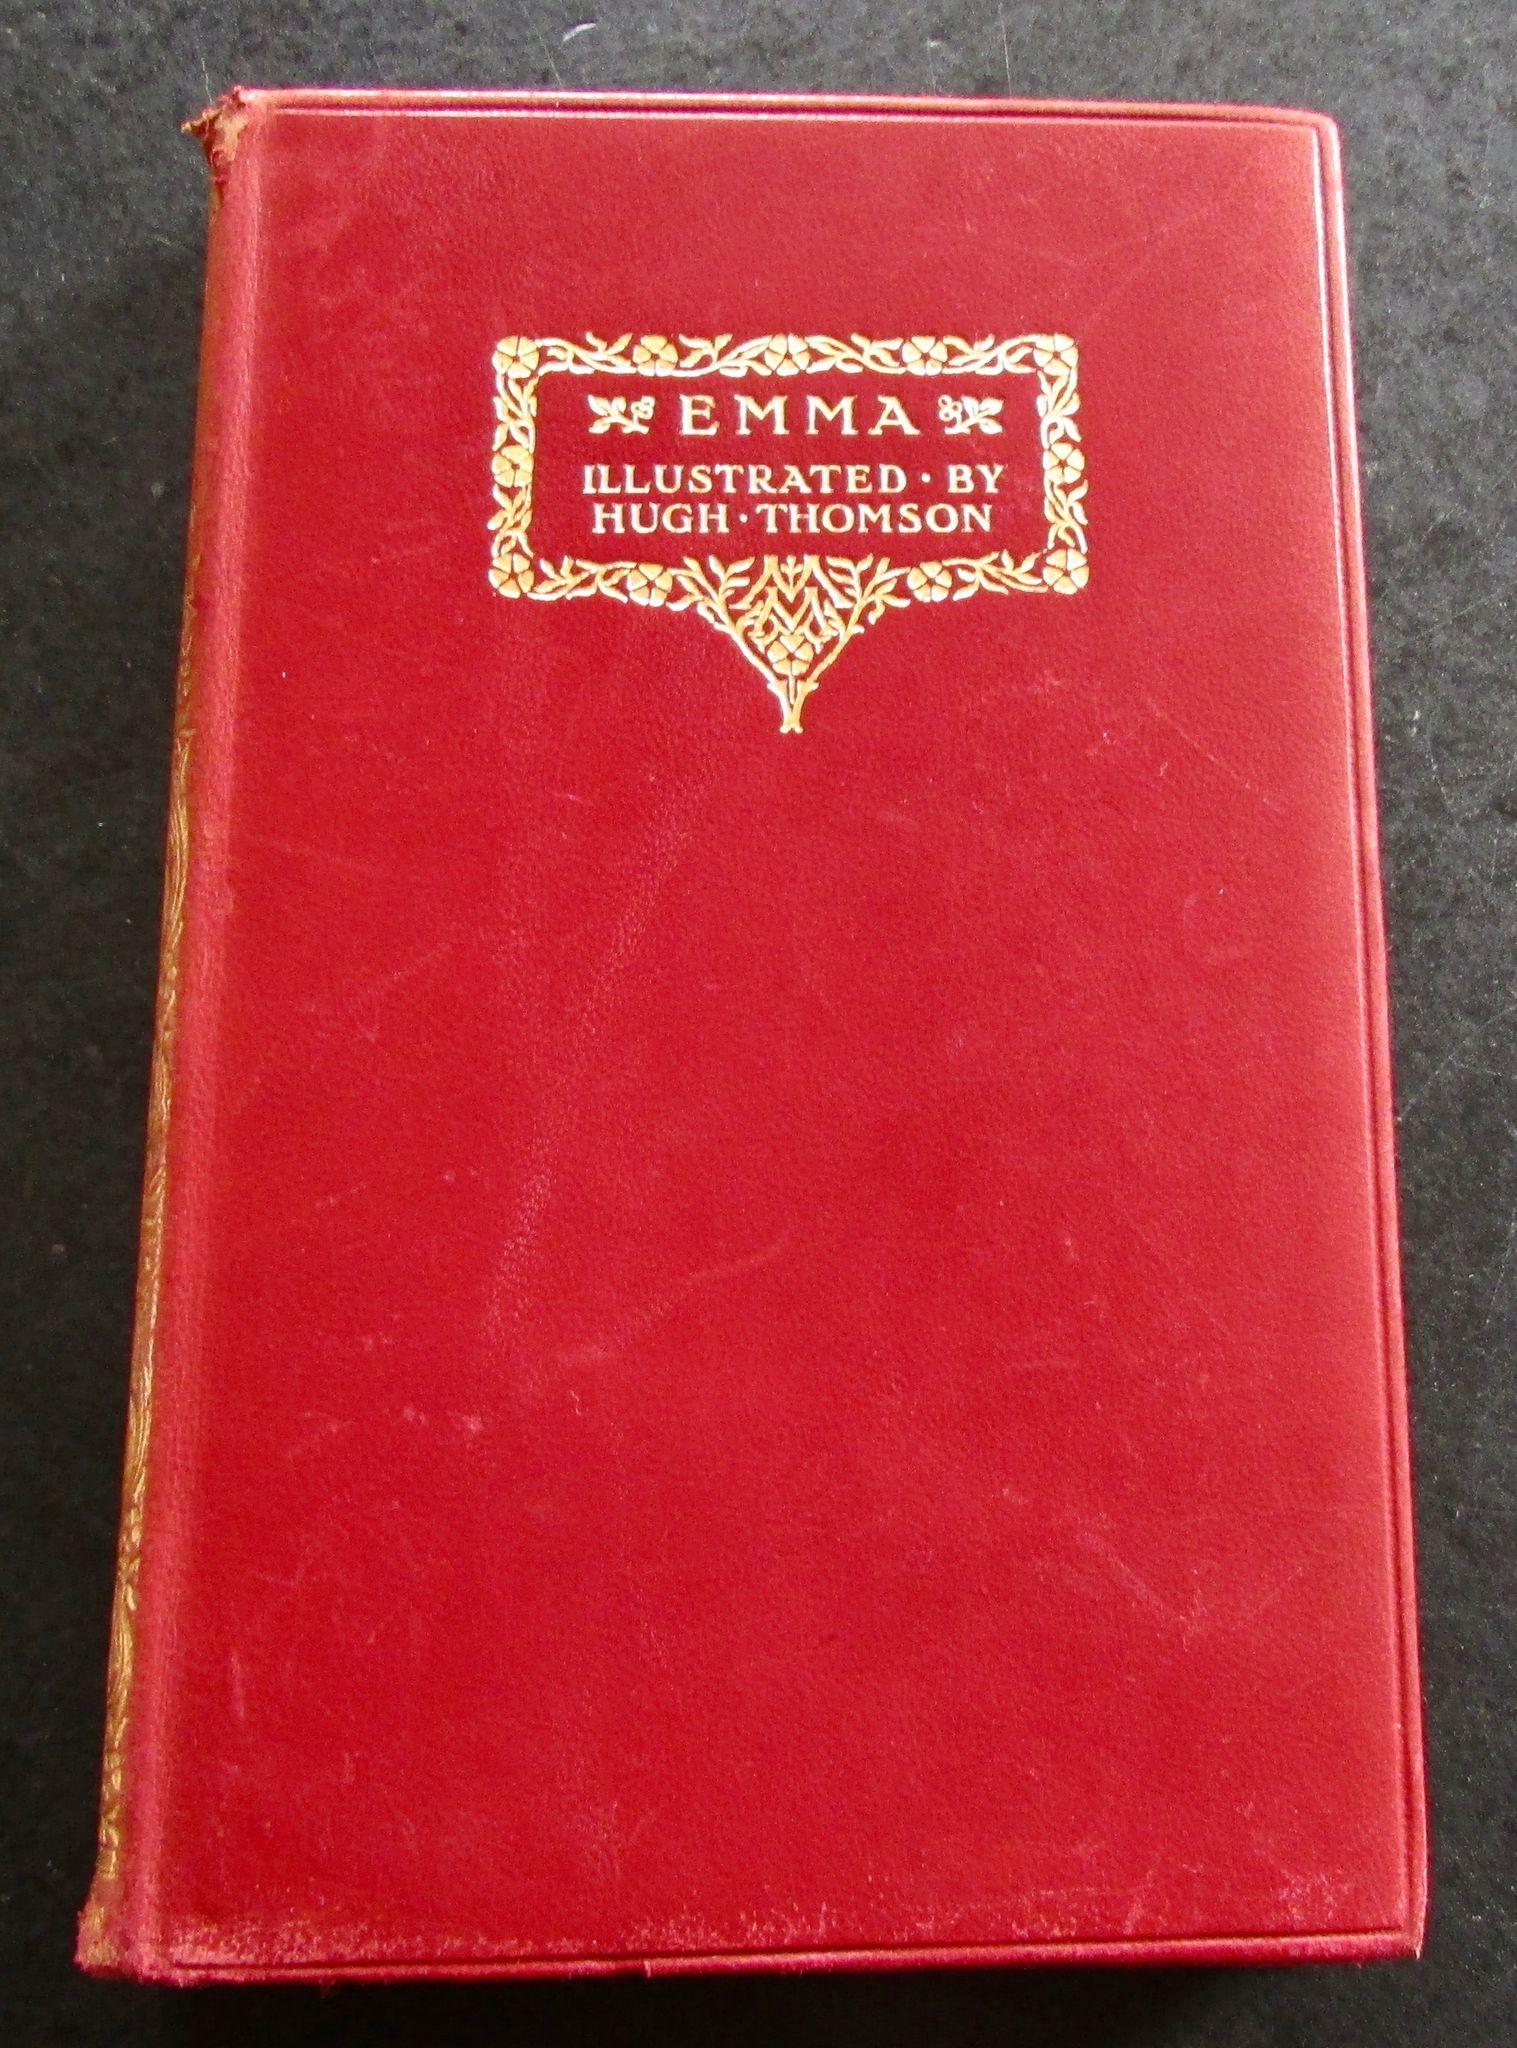 EMMA
ILLUSTRATED · BY
HUGH · THOMSON